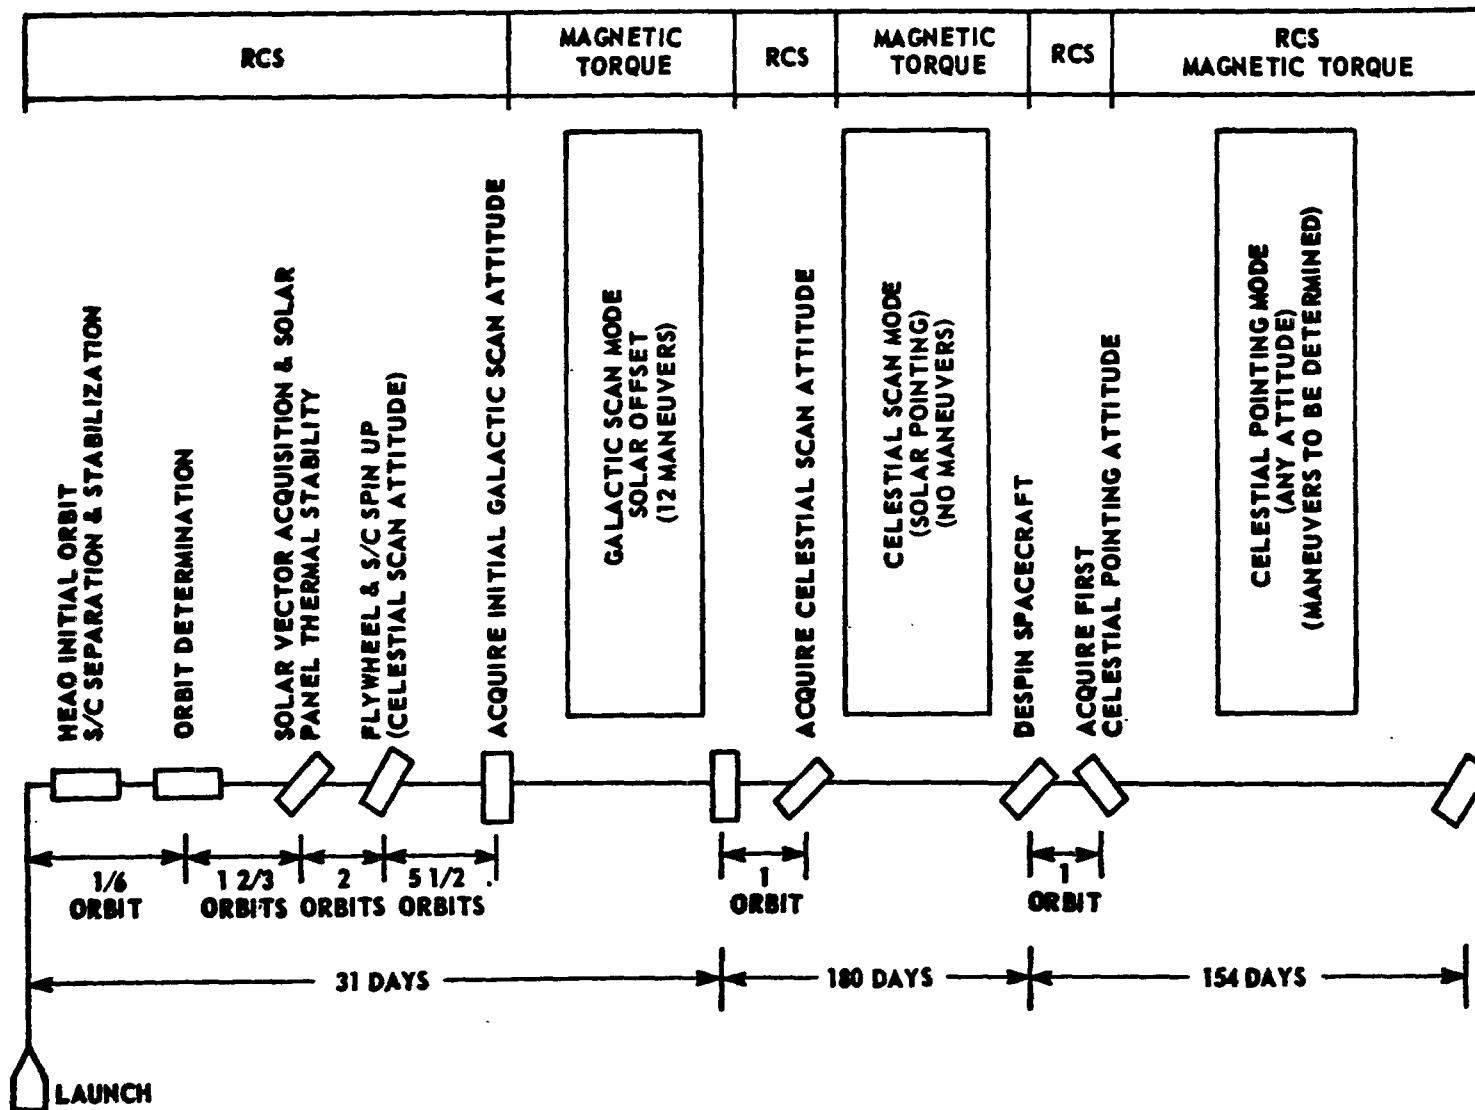 RCS
MAGNETIC
TORQUE
RCS
MAGNETIC
TORQUE
RCS
RCS
MAGNETIC TORQUE
HEAO INITIAL ORBIT
S/C SEPARATION & STABILIZATION
ORBIT DETERMINATION
SOLAR VECTOR ACQUISITION & SOLAR
PANEL THERMAL STABILITY
FLYWHEEL & S/C SPIN UP
(CELESTIAL SCAN ATTITUDE)
ACQUIRE INITIAL GALACTIC SCAN ATTITUDE
GALACTIC SCAN MODE
SOLAR OFFSET
(12 MANEUVERS)
ACQUIRE CELESTIAL SCAN ATTITUDE
CELESTIAL SCAN MODE
(SOLAR POINTING)
(NO MANEUVERS)
DESPIN SPACECRAFT
ACQUIRE FIRST
CELESTIAL POINTING ATTITUDE
CELESTIAL POINTING MODE
(ANY ATTITUDE)
(MANEUVERS TO BE DETERMINED)
1/6
ORBIT
1 2/3
ORBITS
2
ORBITS
5 1/2
ORBITS
1
ORBIT
1
ORBIT
31 DAYS
180 DAYS
154 DAYS
LAUNCH